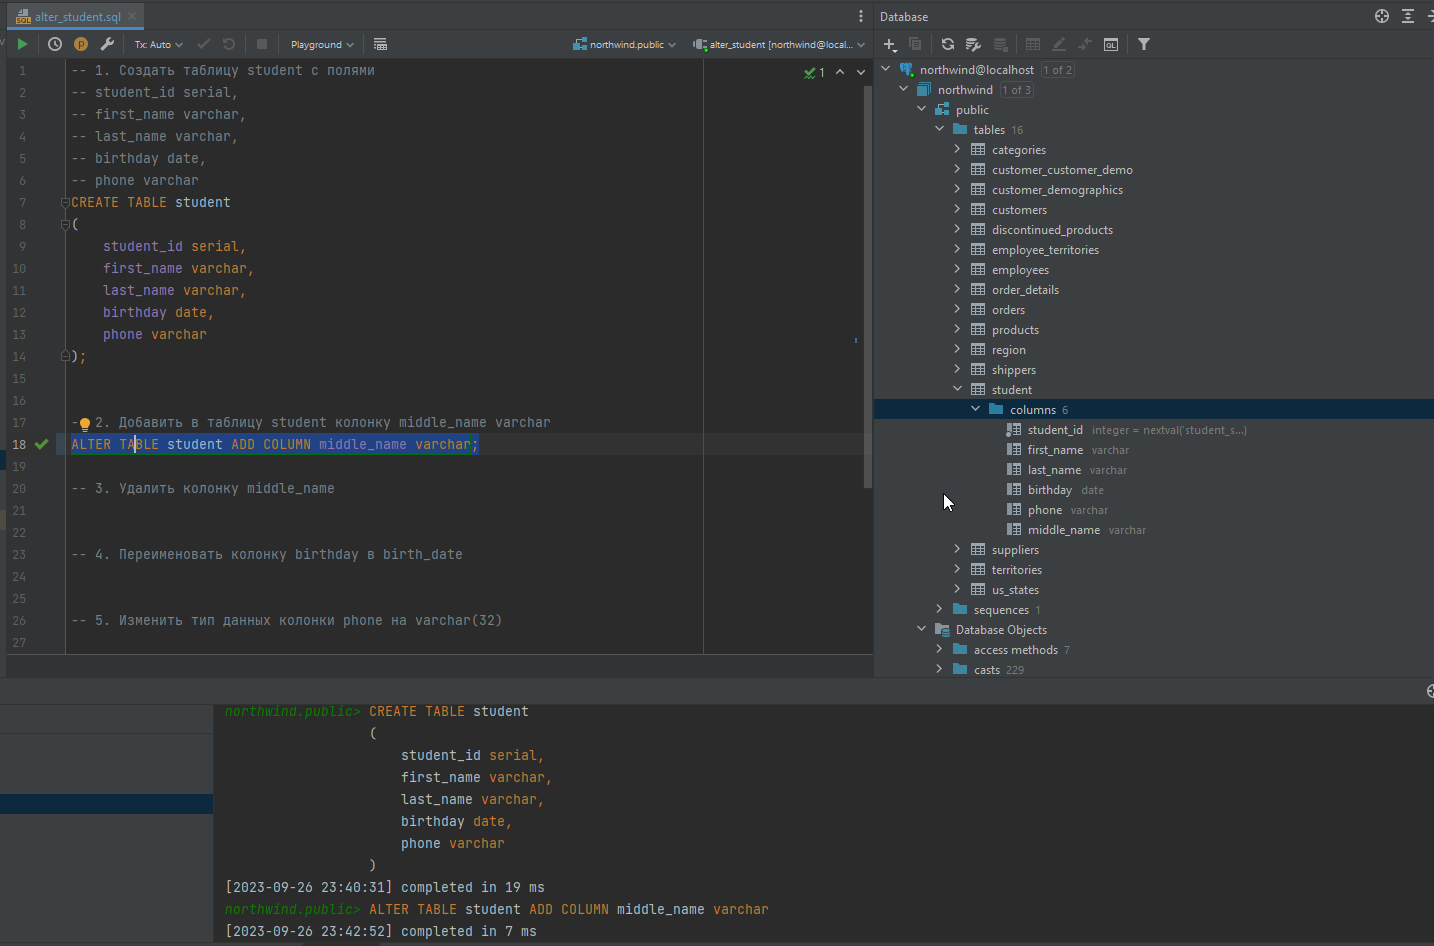 alter_student.sql
Database
Tx: Auto
Playground
northwind.public
alter_student [northwind@local...
1
1 -- 1. Создать таблицу student с полями
2 -- student_id serial,
3 -- first_name varchar,
4 -- last_name varchar,
5 -- birthday date,
6 -- phone varchar
7 CREATE TABLE student
8 (
9 student_id serial,
10 first_name varchar,
11 last_name varchar,
12 birthday date,
13 phone varchar
14 );
15
16
17 - 2. Добавить в таблицу student колонку middle_name varchar
18 ALTER TABLE student ADD COLUMN middle_name varchar;
19
20 -- 3. Удалить колонку middle_name
21
22
23 -- 4. Переименовать колонку birthday в birth_date
24
25
26 -- 5. Изменить тип данных колонки phone на varchar(32)
27
northwind@localhost 1 of 2
northwind 1 of 3
public
tables 16
categories
customer_customer_demo
customer_demographics
customers
discontinued_products
employee_territories
employees
order_details
orders
products
region
shippers
student
columns 6
student_id integer = nextval('student_s...)
first_name varchar
last_name varchar
birthday date
phone varchar
middle_name varchar
suppliers
territories
us_states
sequences 1
Database Objects
access methods 7
casts 229
northwind.public> CREATE TABLE student
(
student_id serial,
first_name varchar,
last_name varchar,
birthday date,
phone varchar
)
[2023-09-26 23:40:31] completed in 19 ms
northwind.public> ALTER TABLE student ADD COLUMN middle_name varchar
[2023-09-26 23:42:52] completed in 7 ms